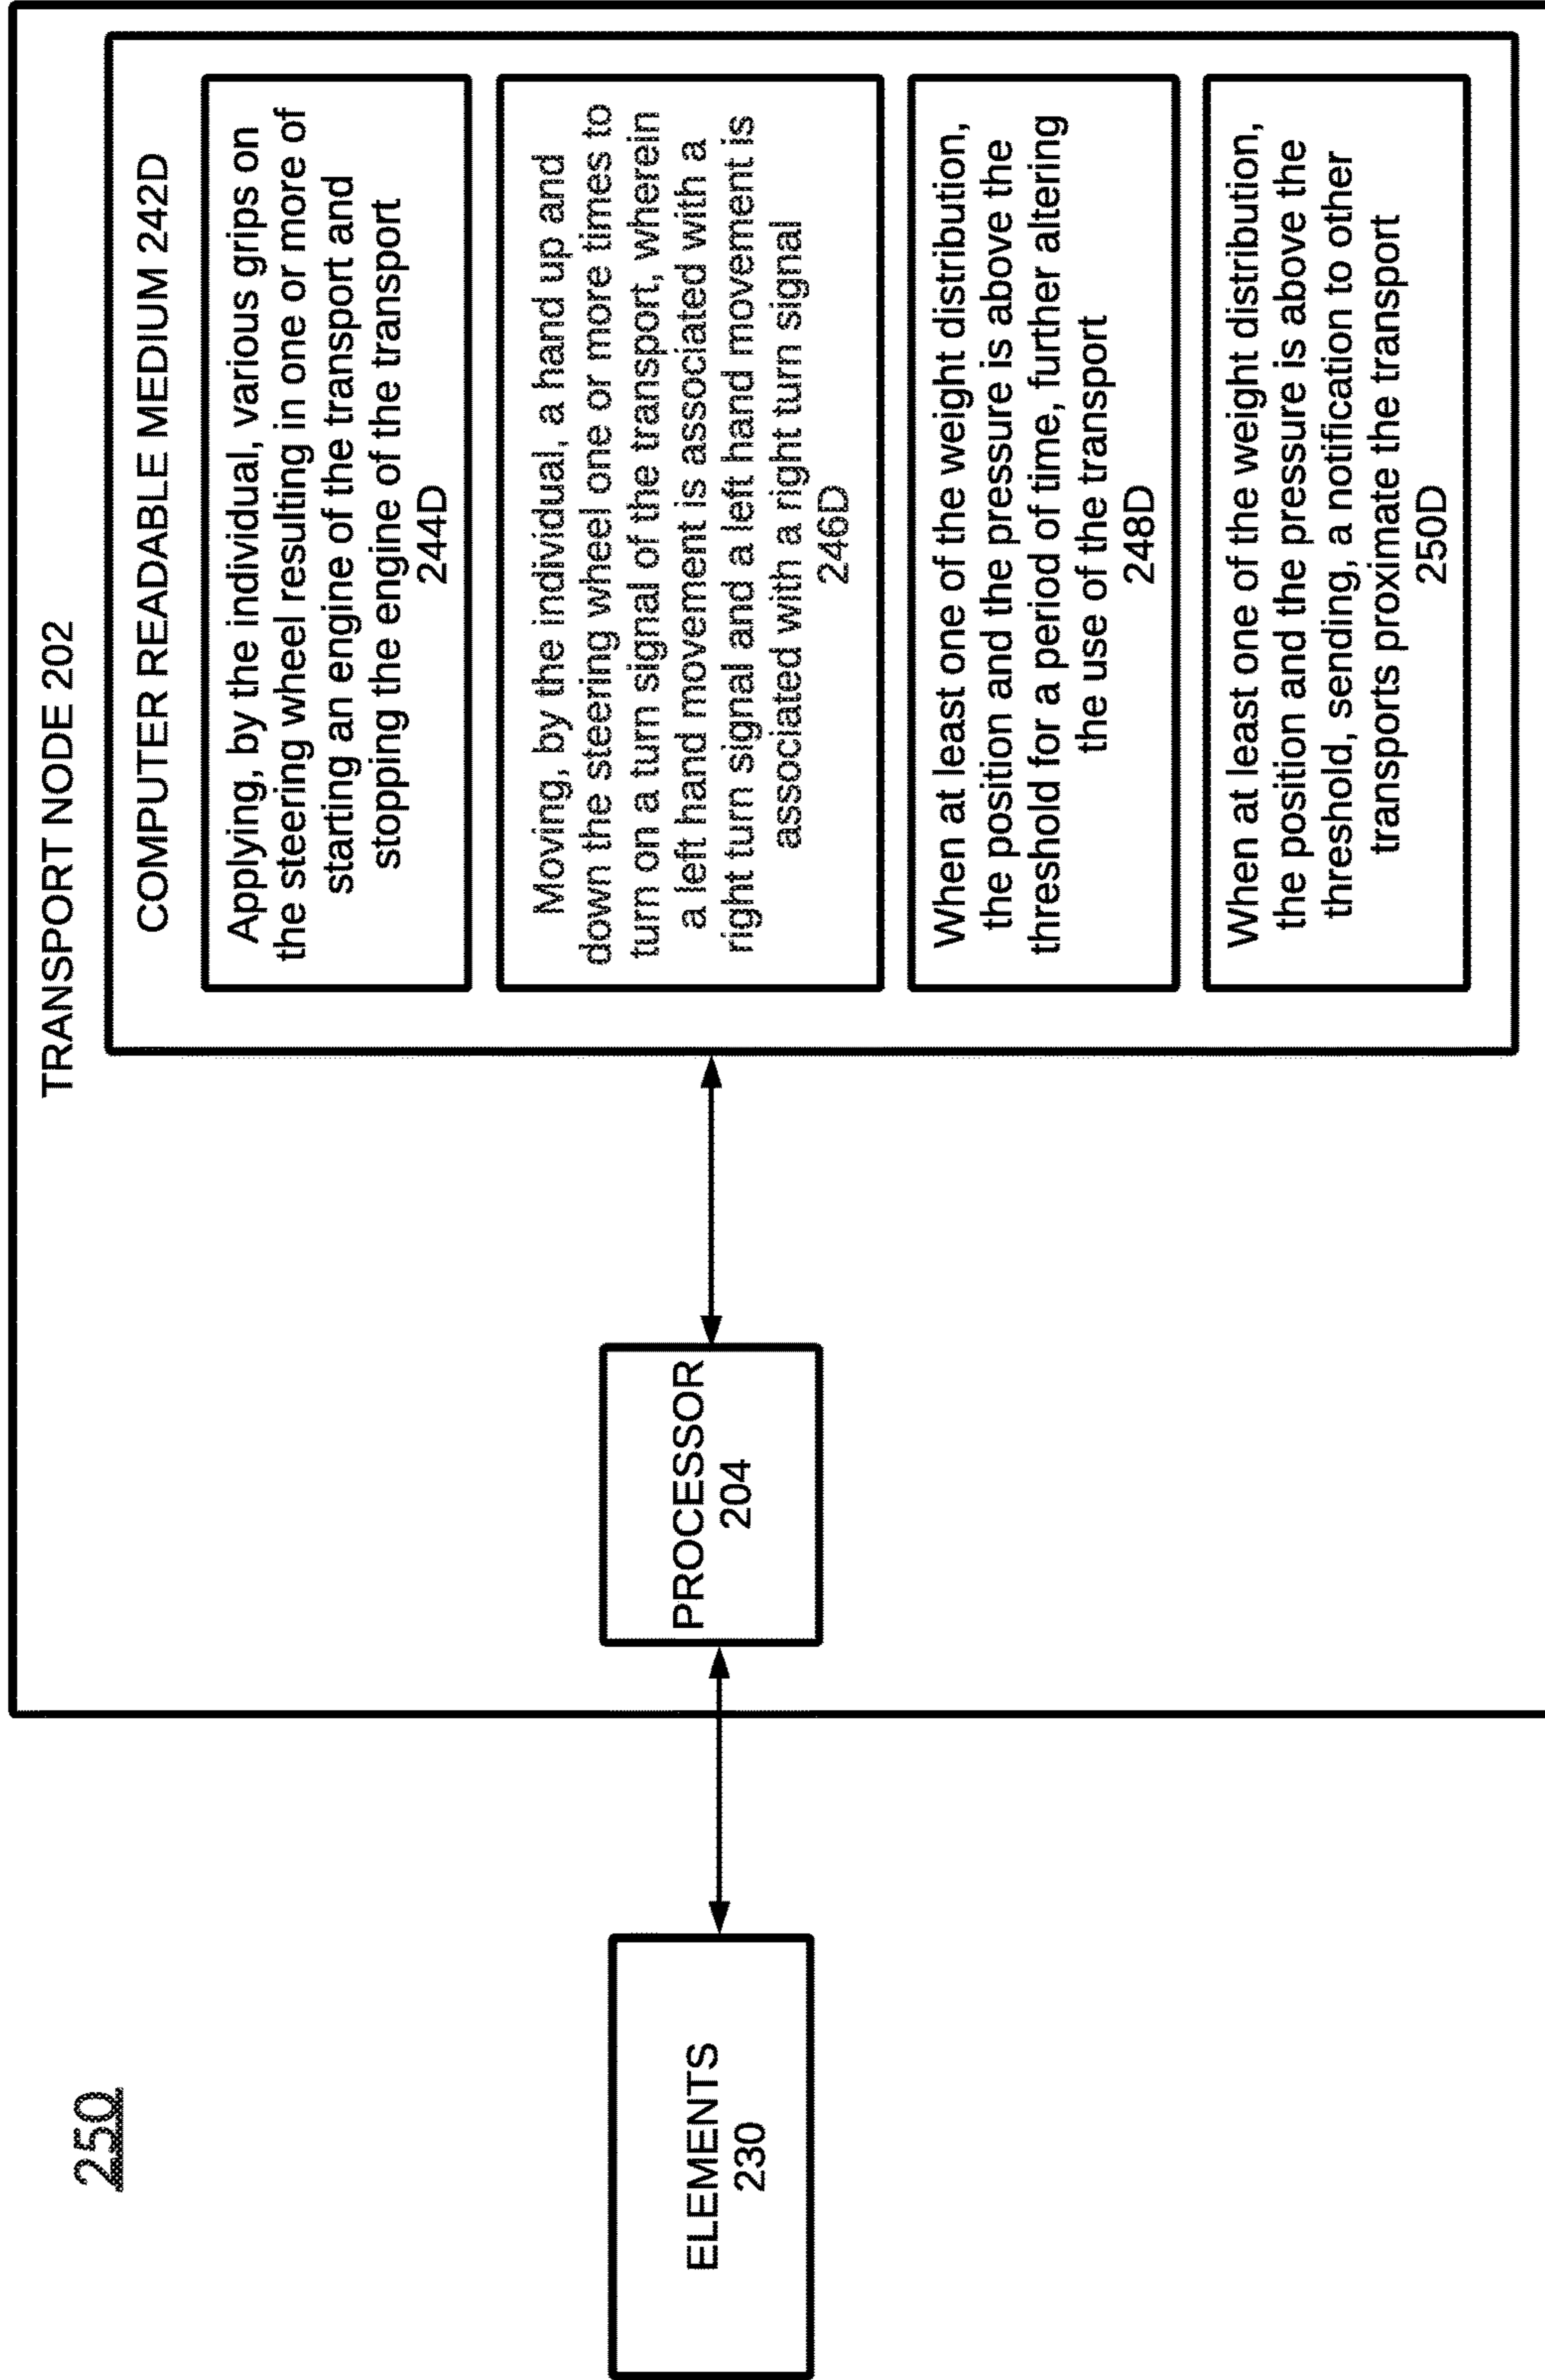 250
TRANSPORT NODE 202
COMPUTER READABLE MEDIUM 242D
Applying, by the individual, various grips on
the steering wheel resulting in one or more of
starting an engine of the transport and
stopping the engine of the transport
244D
Moving, by the individual, a hand up and
down the steering wheel one or more times to
turn on a turn signal of the transport, wherein
a left hand movement is associated with a
right turn signal and a left hand movement is
associated with a right turn signal
246D
When at least one of the weight distribution,
the position and the pressure is above the
threshold for a period of time, further altering
the use of the transport
248D
When at least one of the weight distribution,
the position and the pressure is above the
threshold, sending, a notification to other
transports proximate the transport
250D
PROCESSOR
204
ELEMENTS
230